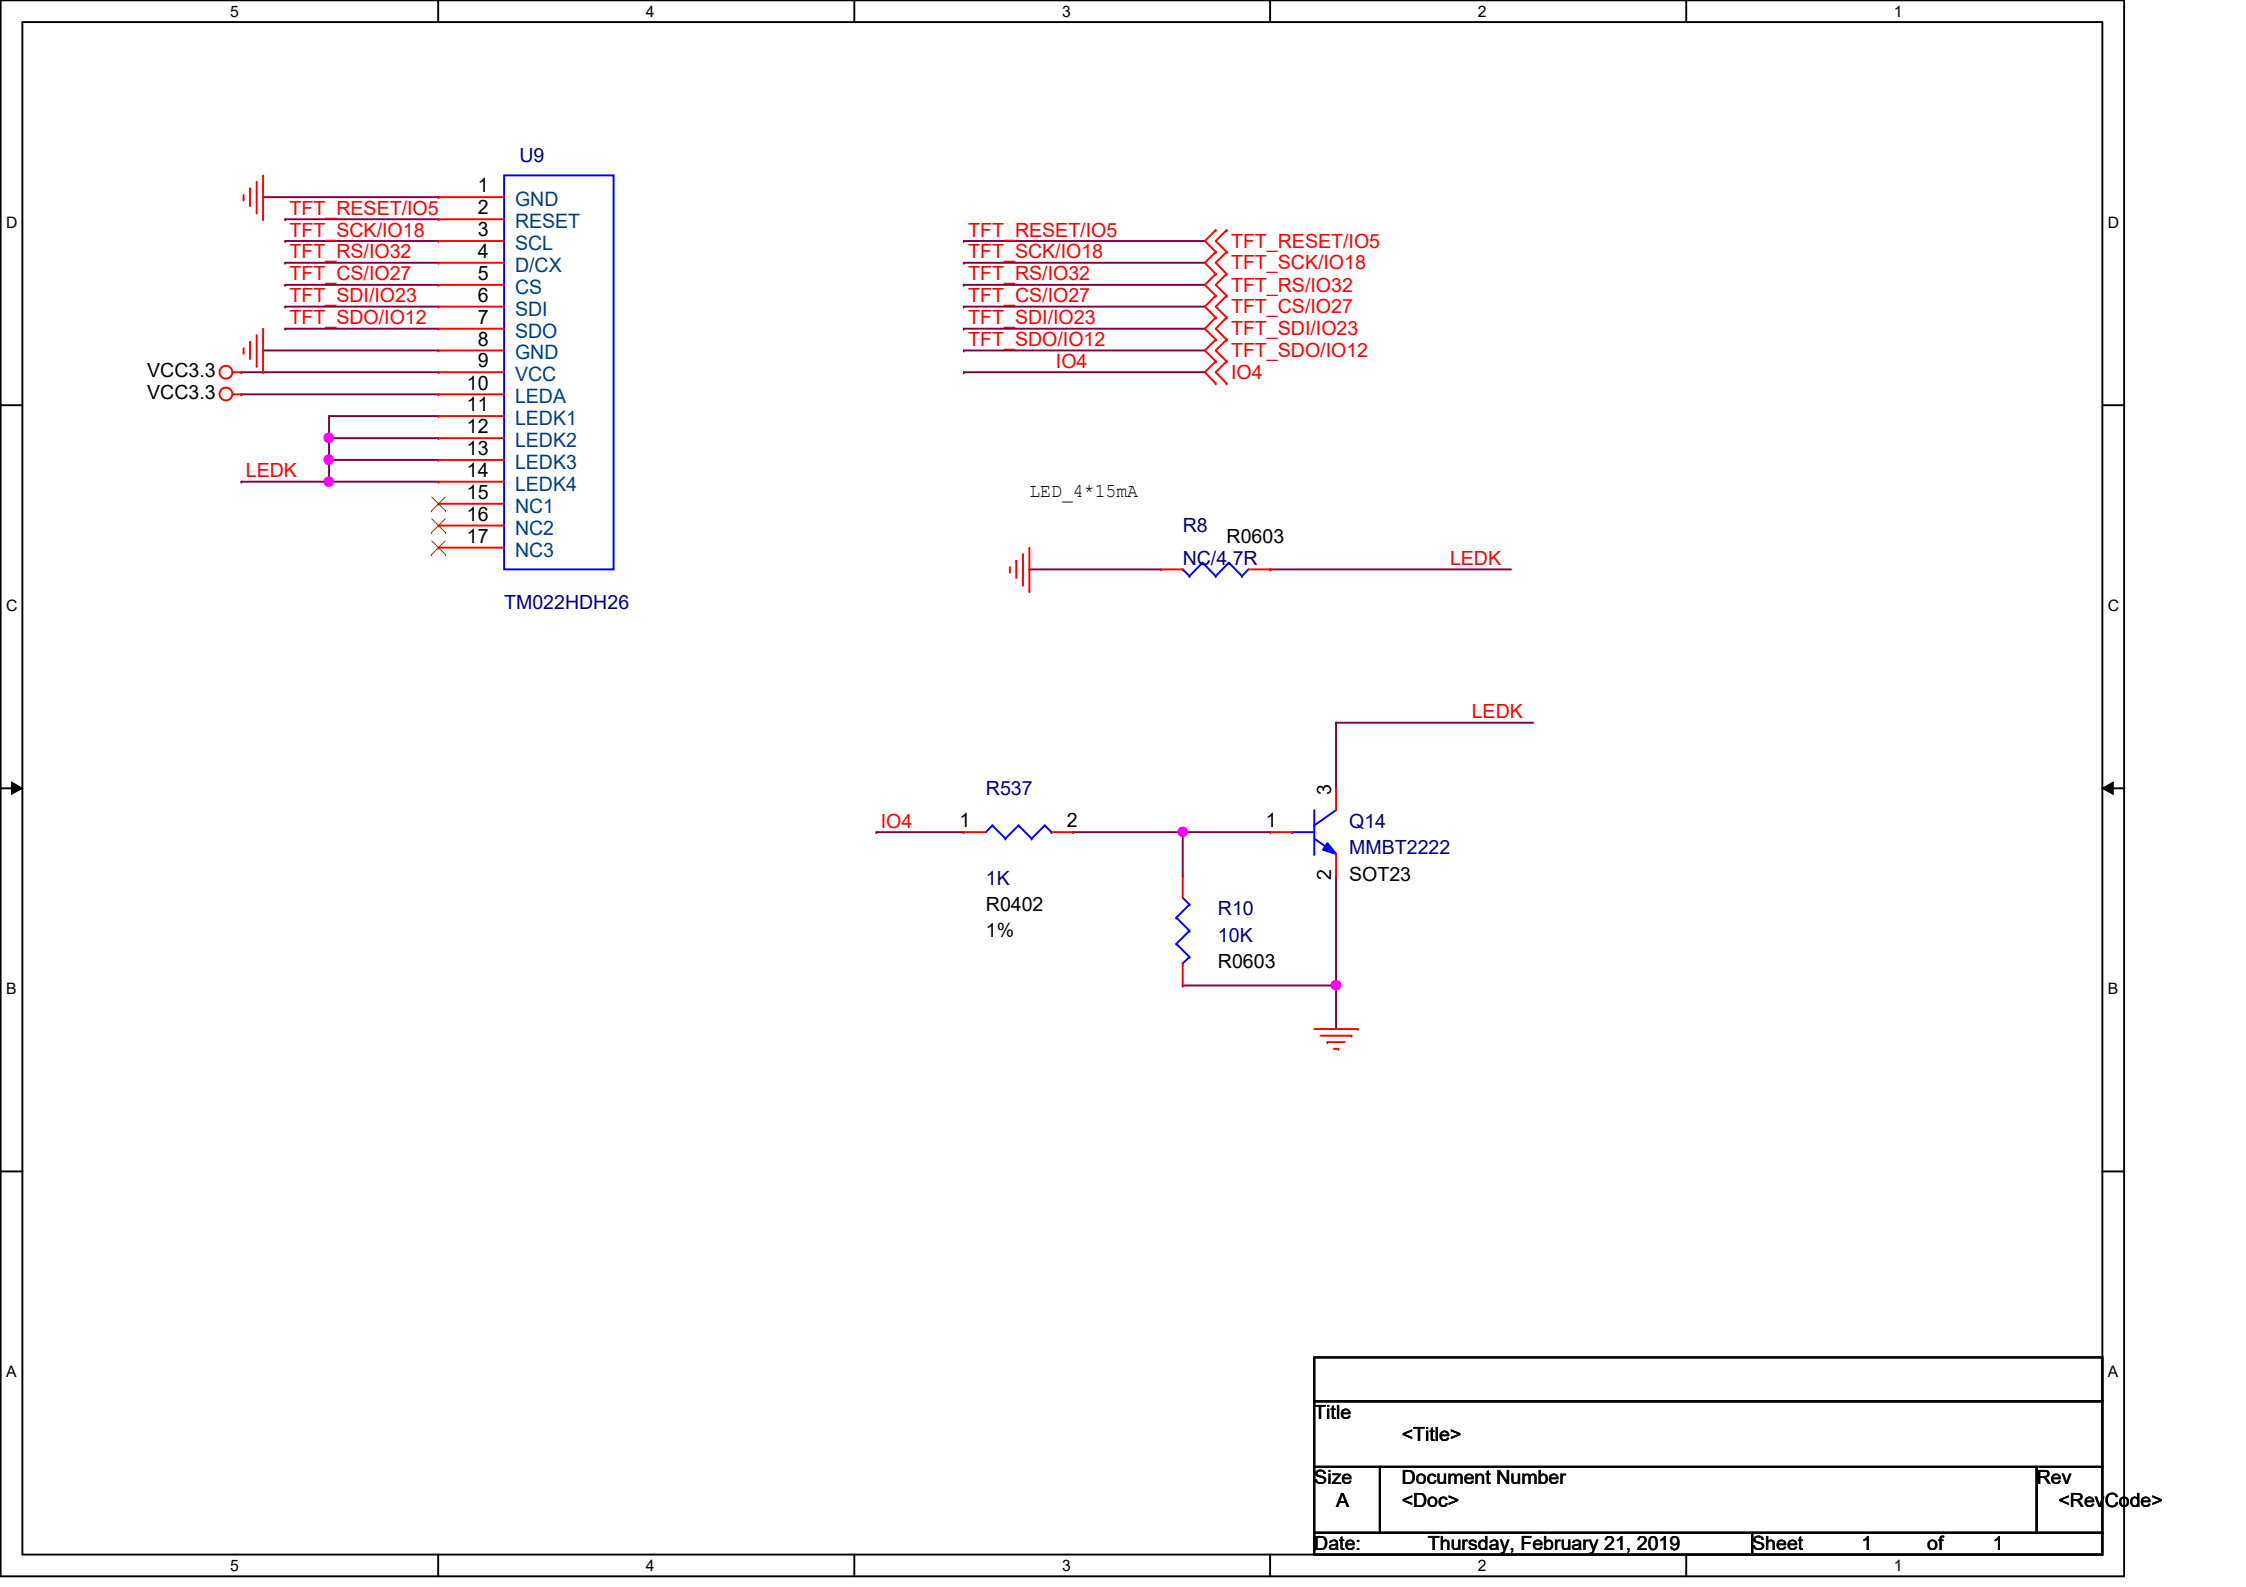 5 4 3 2 1
D D
C C
B B
A A
U9
1 GND
TFT_RESET/IO5 2 RESET
TFT_SCK/IO18 3 SCL
TFT_RS/IO32 4 D/CX
TFT_CS/IO27 5 CS
TFT_SDI/IO23 6 SDI
TFT_SDO/IO12 7 SDO
8 GND
VCC3.3 9 VCC
VCC3.3 10 LEDA
11 LEDK1
12 LEDK2
13 LEDK3
LEDK 14 LEDK4
15 NC1
16 NC2
17 NC3
TM022HDH26
TFT_RESET/IO5 TFT_RESET/IO5
TFT_SCK/IO18 TFT_SCK/IO18
TFT_RS/IO32 TFT_RS/IO32
TFT_CS/IO27 TFT_CS/IO27
TFT_SDI/IO23 TFT_SDI/IO23
TFT_SDO/IO12 TFT_SDO/IO12
IO4 IO4
LED_4*15mA
R8 R0603
NC/4.7R LEDK
LEDK
R537
IO4 1 2 1 3 2
1K
R0402
1%
Q14
MMBT2222
SOT23
R10
10K
R0603
Title
<Title>
Size Document Number Rev
A <Doc> <RevCode>
Date: Thursday, February 21, 2019 Sheet 1 of 1
5 4 3 2 1